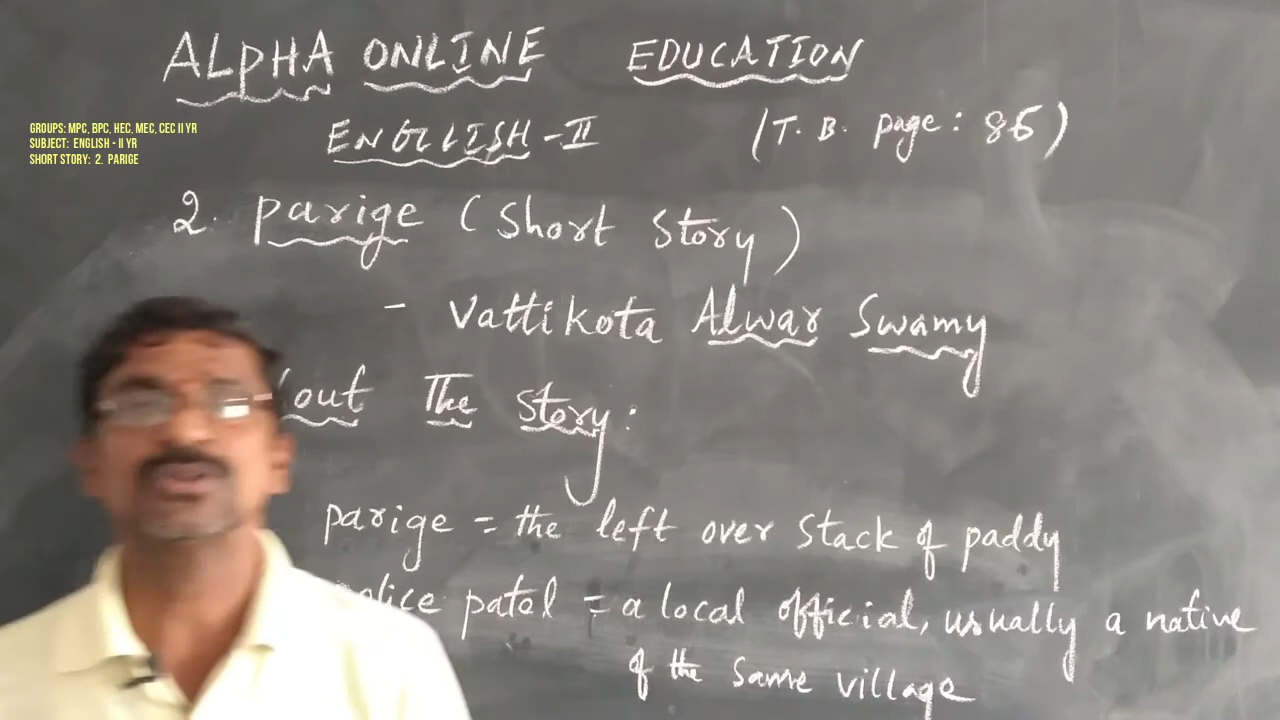 ALPHA ONLINE EDUCATION
GROUPS: MPC, BPC, HEC, MEC, CEC II YR
SUBJECT: ENGLISH - II YR
SHORT STORY: 2. PARIGE
ENGLISH-II (T.B. page: 86)
2. Parige (Short Story)
- Vattikota Alwar Swamy
The Story:
Parige = the left over stack of paddy
patel = a local official, usually a native
of the same village